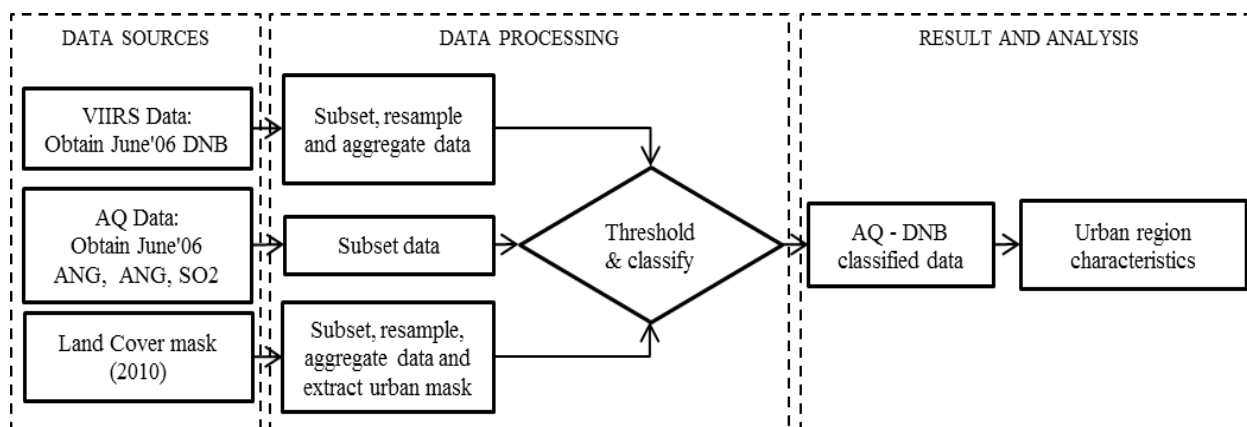 DATA SOURCES
DATA PROCESSING
RESULT AND ANALYSIS
VIIRS Data:
Obtain June'06 DNB
Subset, resample
and aggregate data
AQ Data:
Obtain June'06
ANG, ANG, SO2
Subset data
Threshold
& classify
AQ - DNB
classified data
Urban region
characteristics
Land Cover mask
(2010)
Subset, resample,
aggregate data and
extract urban mask